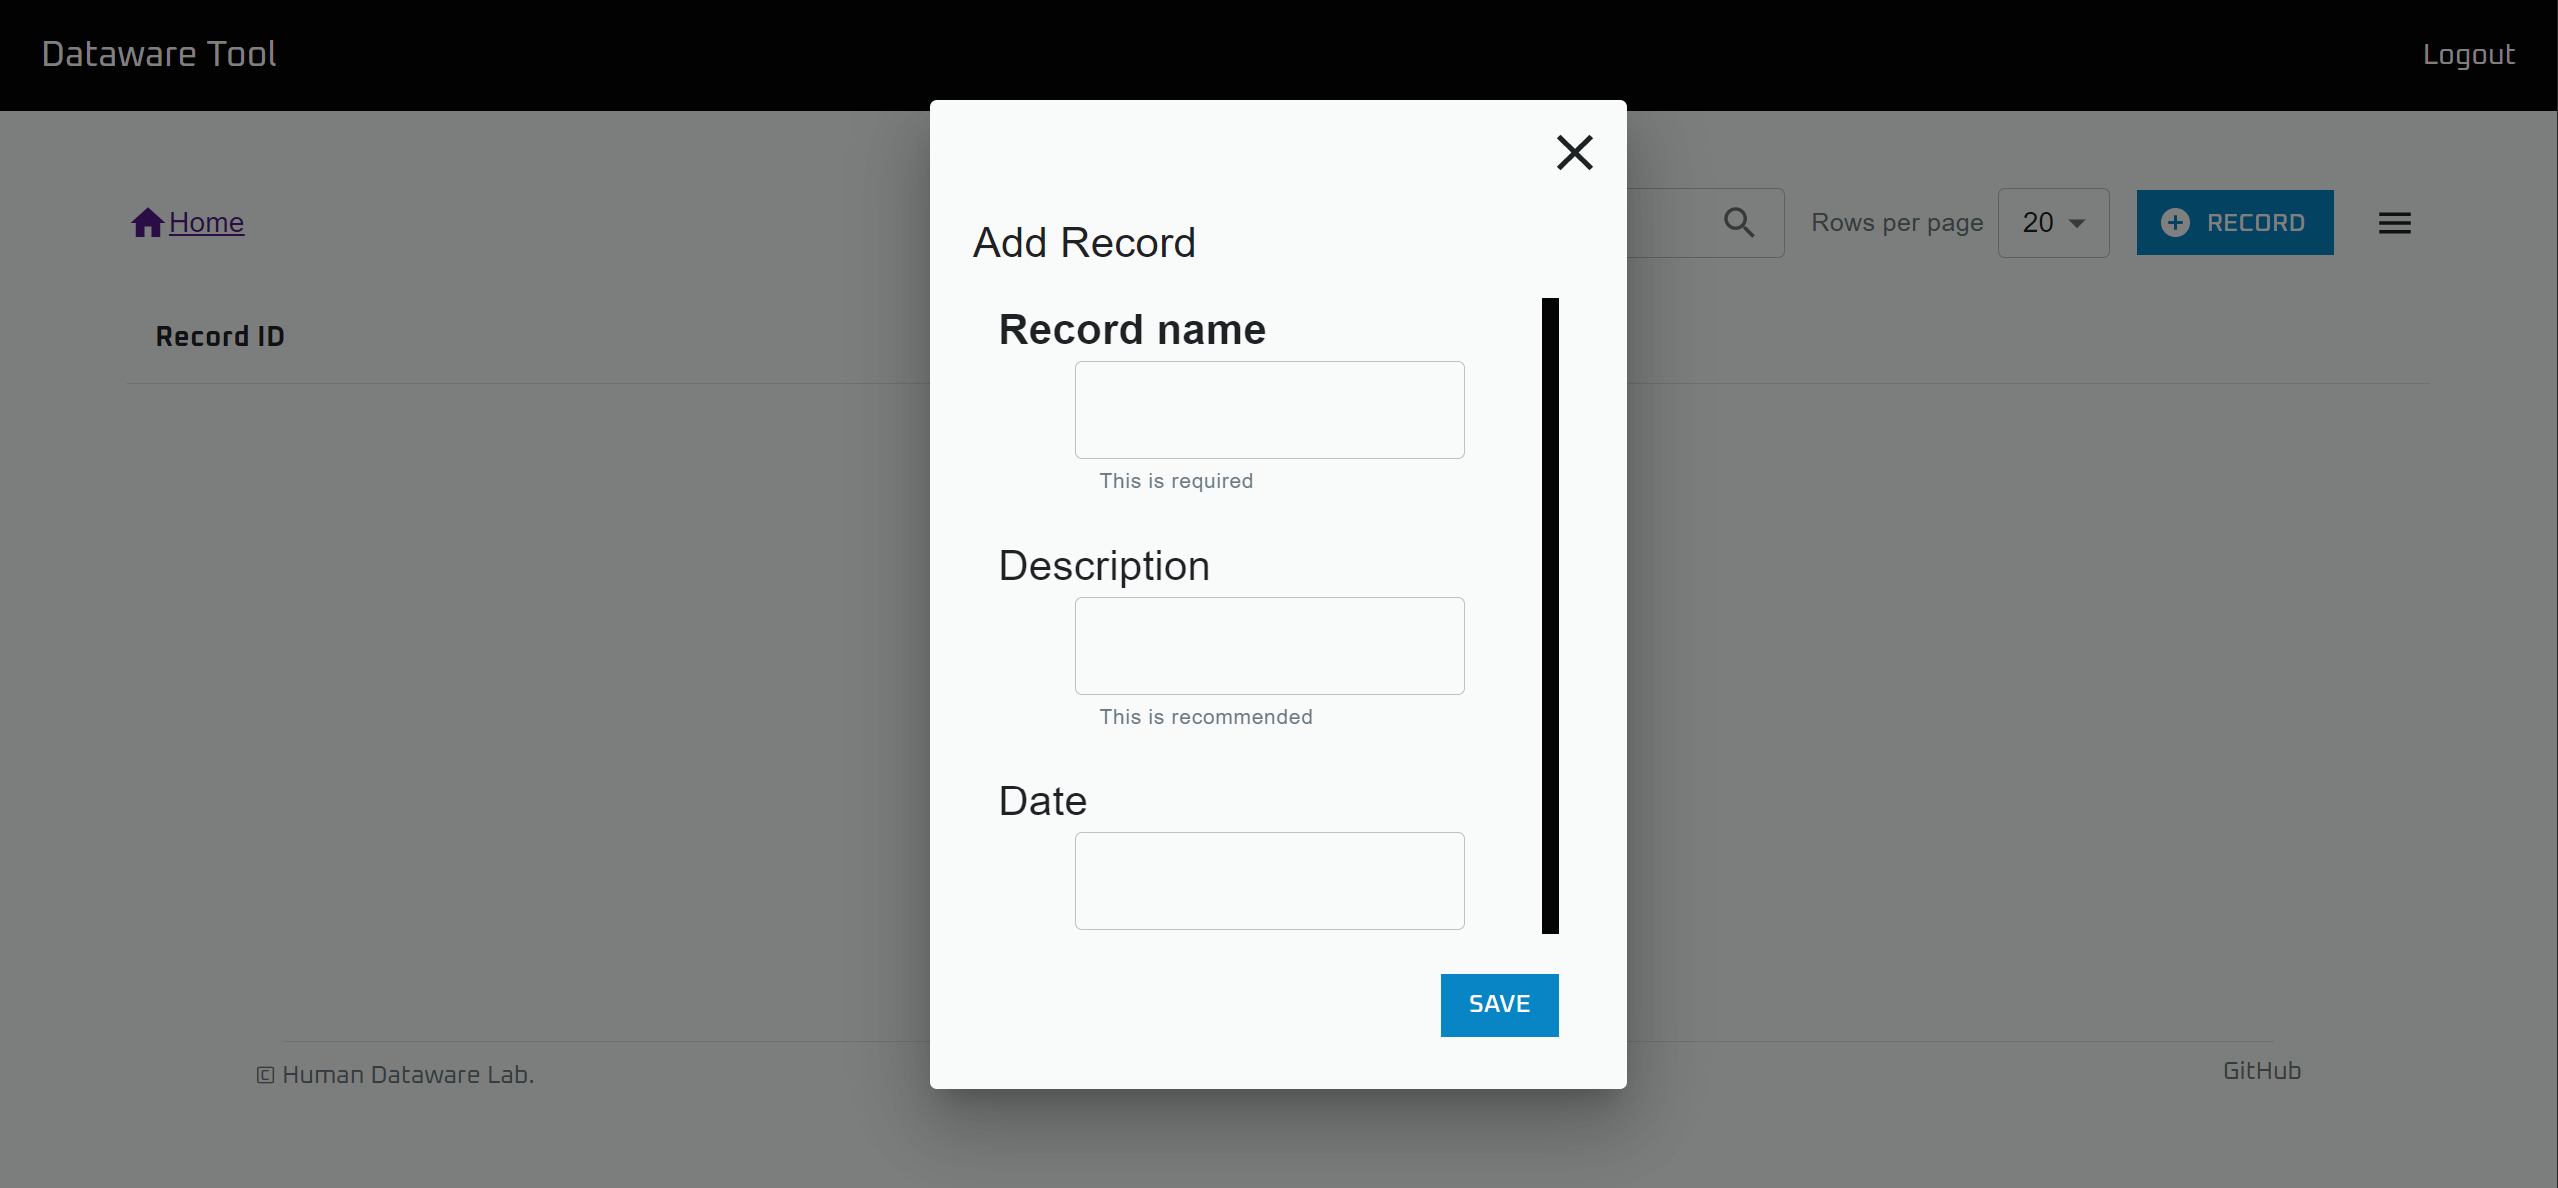 Dataware Tool
Logout
Home
Rows per page 20 RECORD
Record ID
Add Record
Record name
This is required
Description
This is recommended
Date
SAVE
© Human Dataware Lab.
GitHub